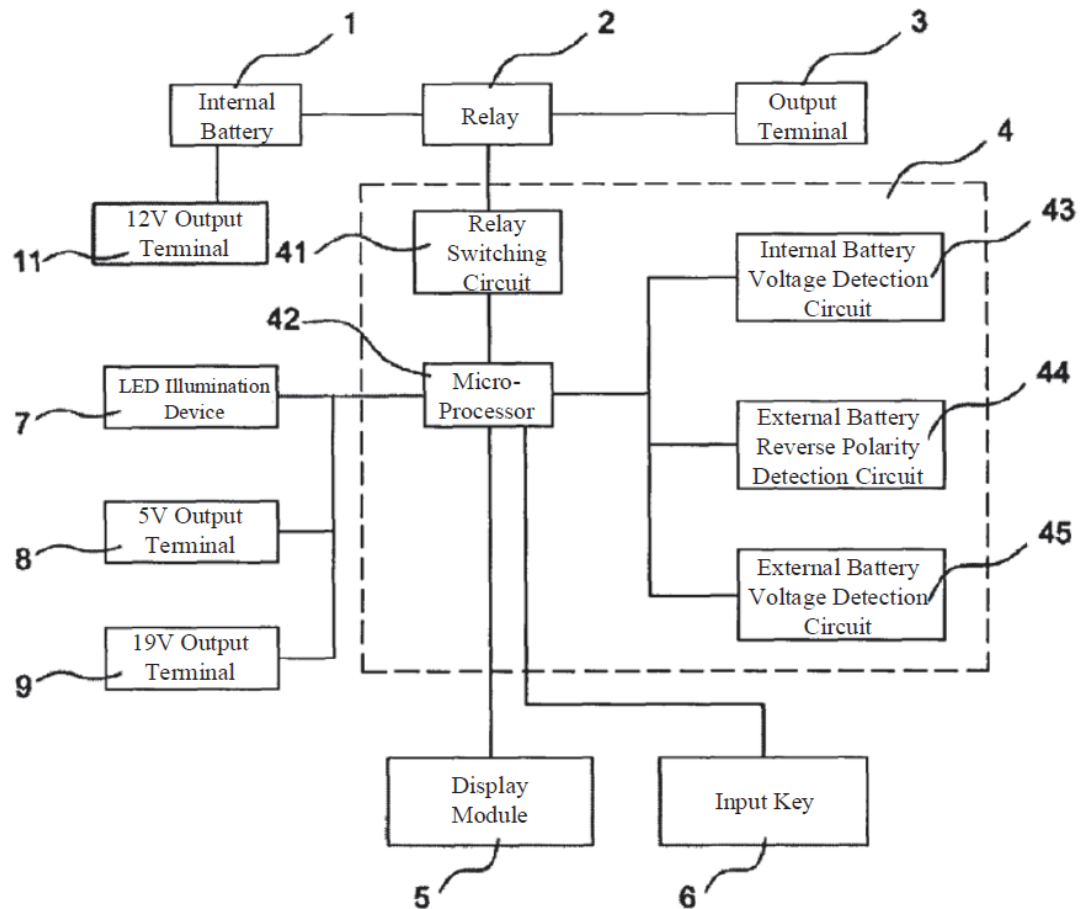 1
2
3
Internal
Battery
Relay
Output
Terminal
4
12V Output
Terminal
11
41
Relay
Switching
Circuit
43
Internal Battery
Voltage Detection
Circuit
42
LED Illumination
Device
7
Micro-
Processor
44
External Battery
Reverse Polarity
Detection Circuit
5V Output
Terminal
8
45
External Battery
Voltage Detection
Circuit
19V Output
Terminal
9
Display
Module
5
Input Key
6